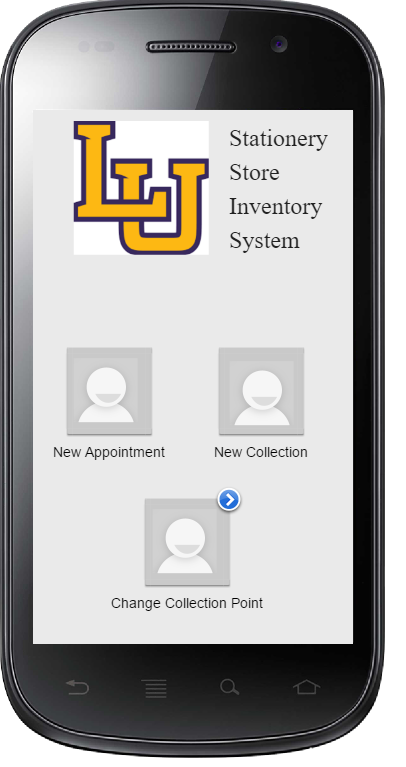 LU
Stationery
Store
Inventory
System
New Appointment
New Collection
Change Collection Point